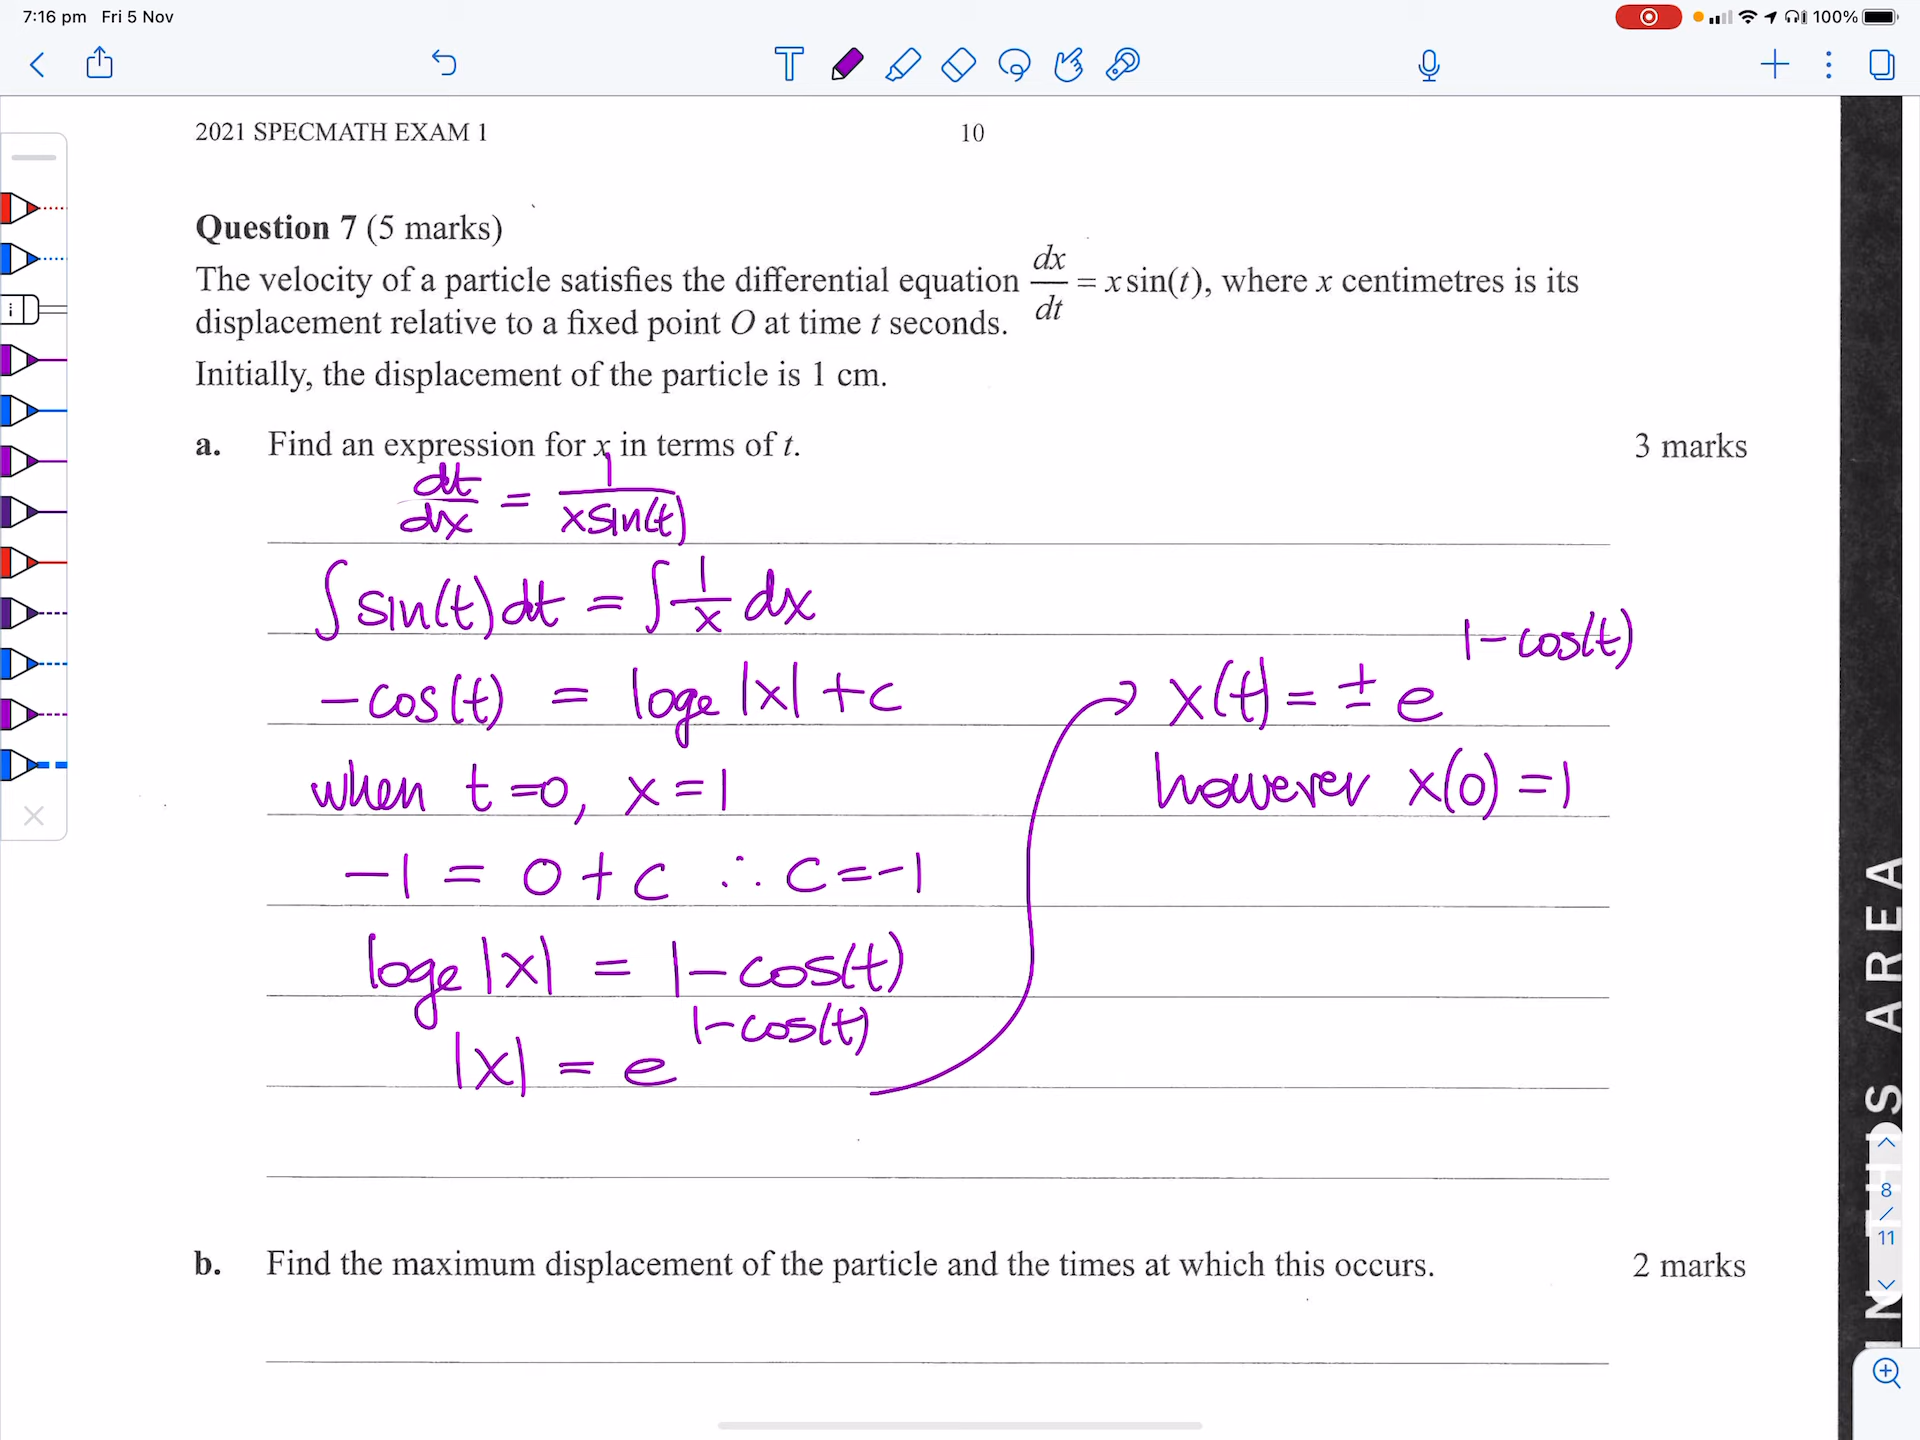 7:16 pm Fri 5 Nov
100%
2021 SPECMATH EXAM 1
10
Question 7 (5 marks)
The velocity of a particle satisfies the differential equation dx/dt = x sin(t), where x centimetres is its
displacement relative to a fixed point O at time t seconds.
Initially, the displacement of the particle is 1 cm.
a. Find an expression for x in terms of t. 3 marks
dt/dx = 1/(x sin(t))
∫ sin(t) dt = ∫ 1/x dx
-cos(t) = loge |x| + c
when t=0, x=1
-1 = 0 + c ∴ c = -1
loge |x| = 1-cos(t)
|x| = e^(1-cos(t))
x(t) = ± e^(1-cos(t))
however x(0) = 1
b. Find the maximum displacement of the particle and the times at which this occurs. 2 marks
IN THIS AREA
8
/
11